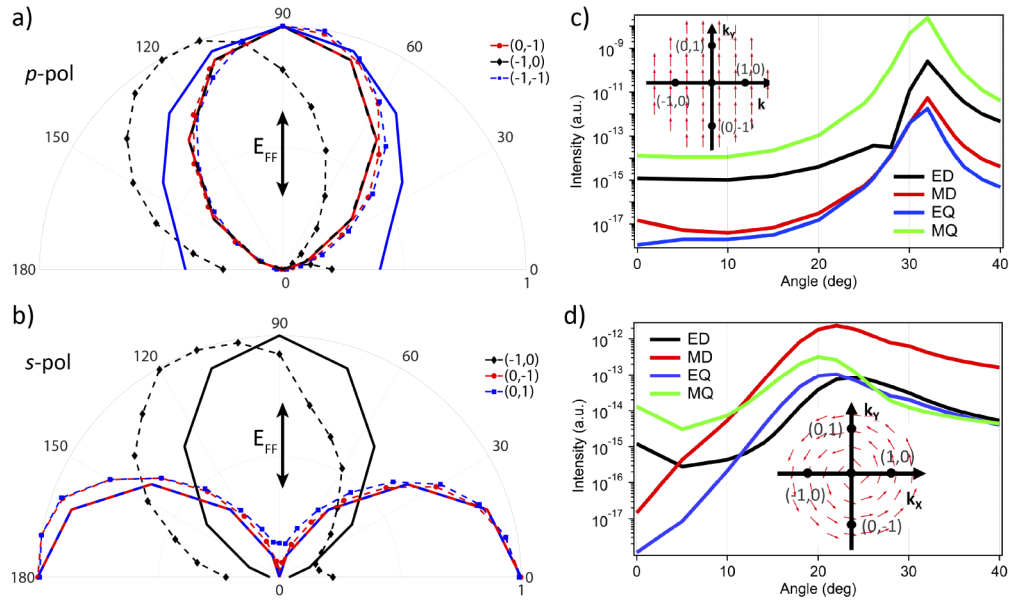 a)
p-pol
90
120
60
150
30
180
0
0
1
E_FF
(0,-1)
(-1,0)
(-1,-1)
b)
s-pol
90
120
60
150
30
180
0
0
1
E_FF
(-1,0)
(0,-1)
(0,1)
c)
Intensity (a.u.)
10^-9
10^-11
10^-13
10^-15
10^-17
k_Y
(0,1)
(1,0)
(-1,0)
k
(0,-1)
ED
MD
EQ
MQ
0 10 20 30 40
Angle (deg)
d)
Intensity (a.u.)
10^-12
10^-13
10^-14
10^-15
10^-16
10^-17
ED
MD
EQ
MQ
k_Y
(0,1)
(1,0)
(-1,0)
k_X
(0,-1)
0 10 20 30 40
Angle (deg)